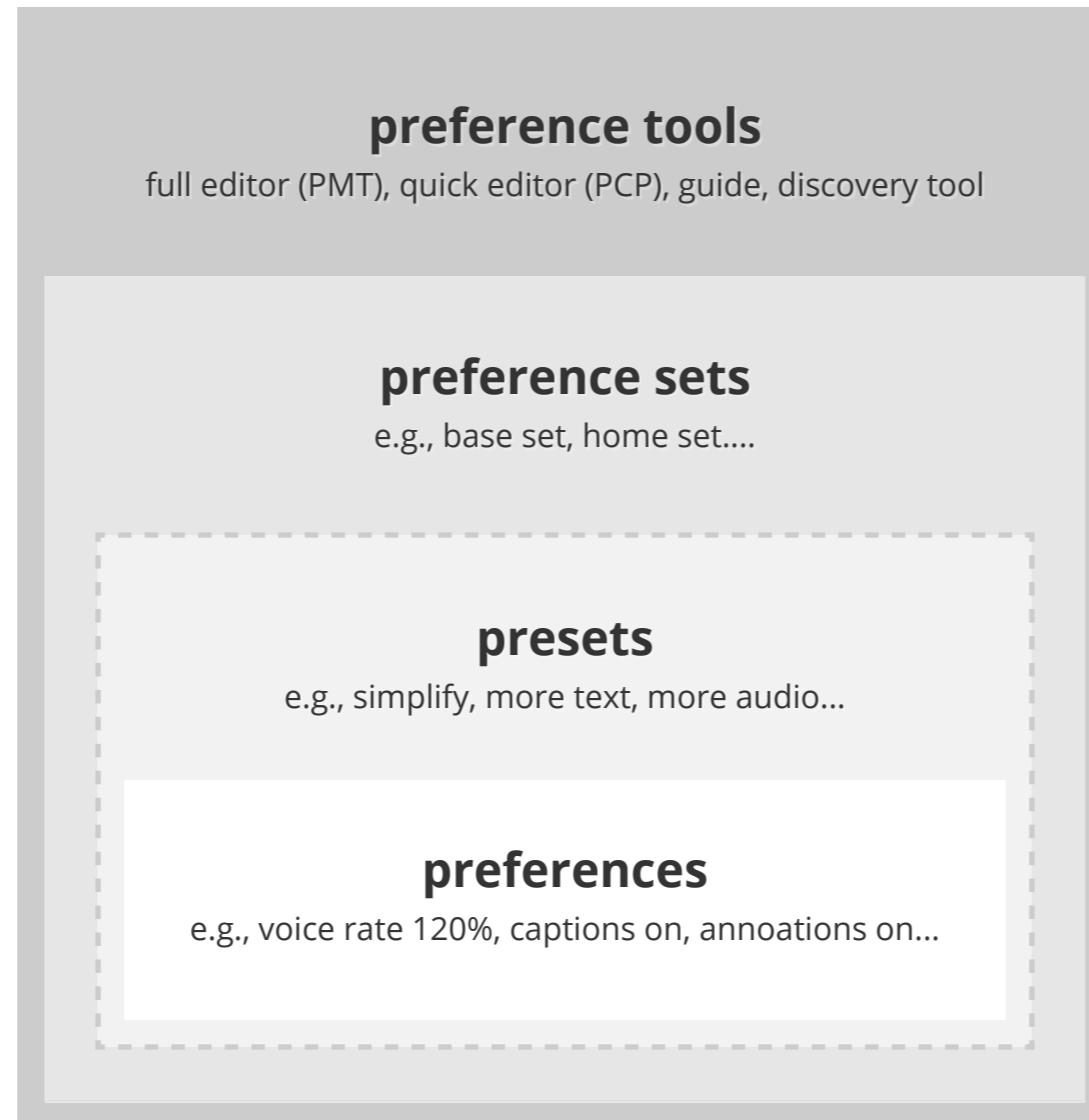 preference tools
full editor (PMT), quick editor (PCP), guide, discovery tool
preference sets
e.g., base set, home set....
presets
e.g., simplify, more text, more audio...
preferences
e.g., voice rate 120%, captions on, annoations on...